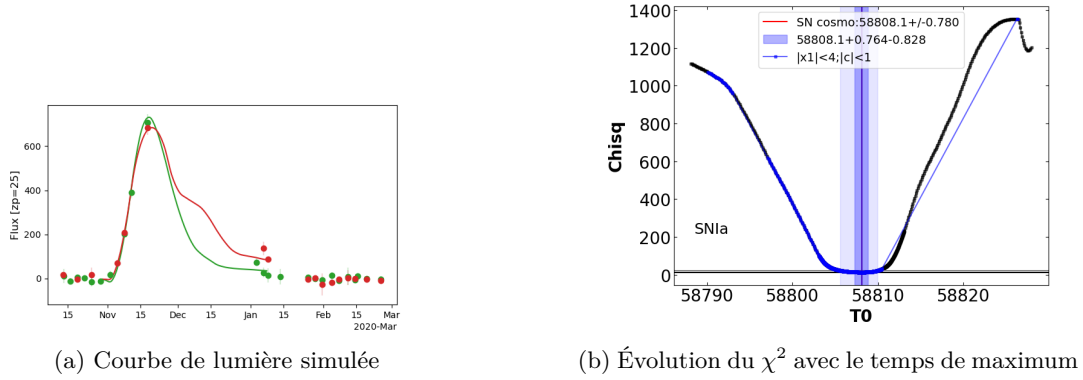 Flux [zp=25]
600
400
200
0
15
Nov
15
Dec
15
Jan
15
Feb
15
Mar
2020-Mar
(a) Courbe de lumière simulée
Chisq
1400
1200
1000
800
600
400
200
0
SN cosmo:58808.1+/-0.780
58808.1+0.764-0.828
|x1|<4;|c|<1
SNIa
58790
58800
58810
58820
T0
(b) Évolution du χ² avec le temps de maximum